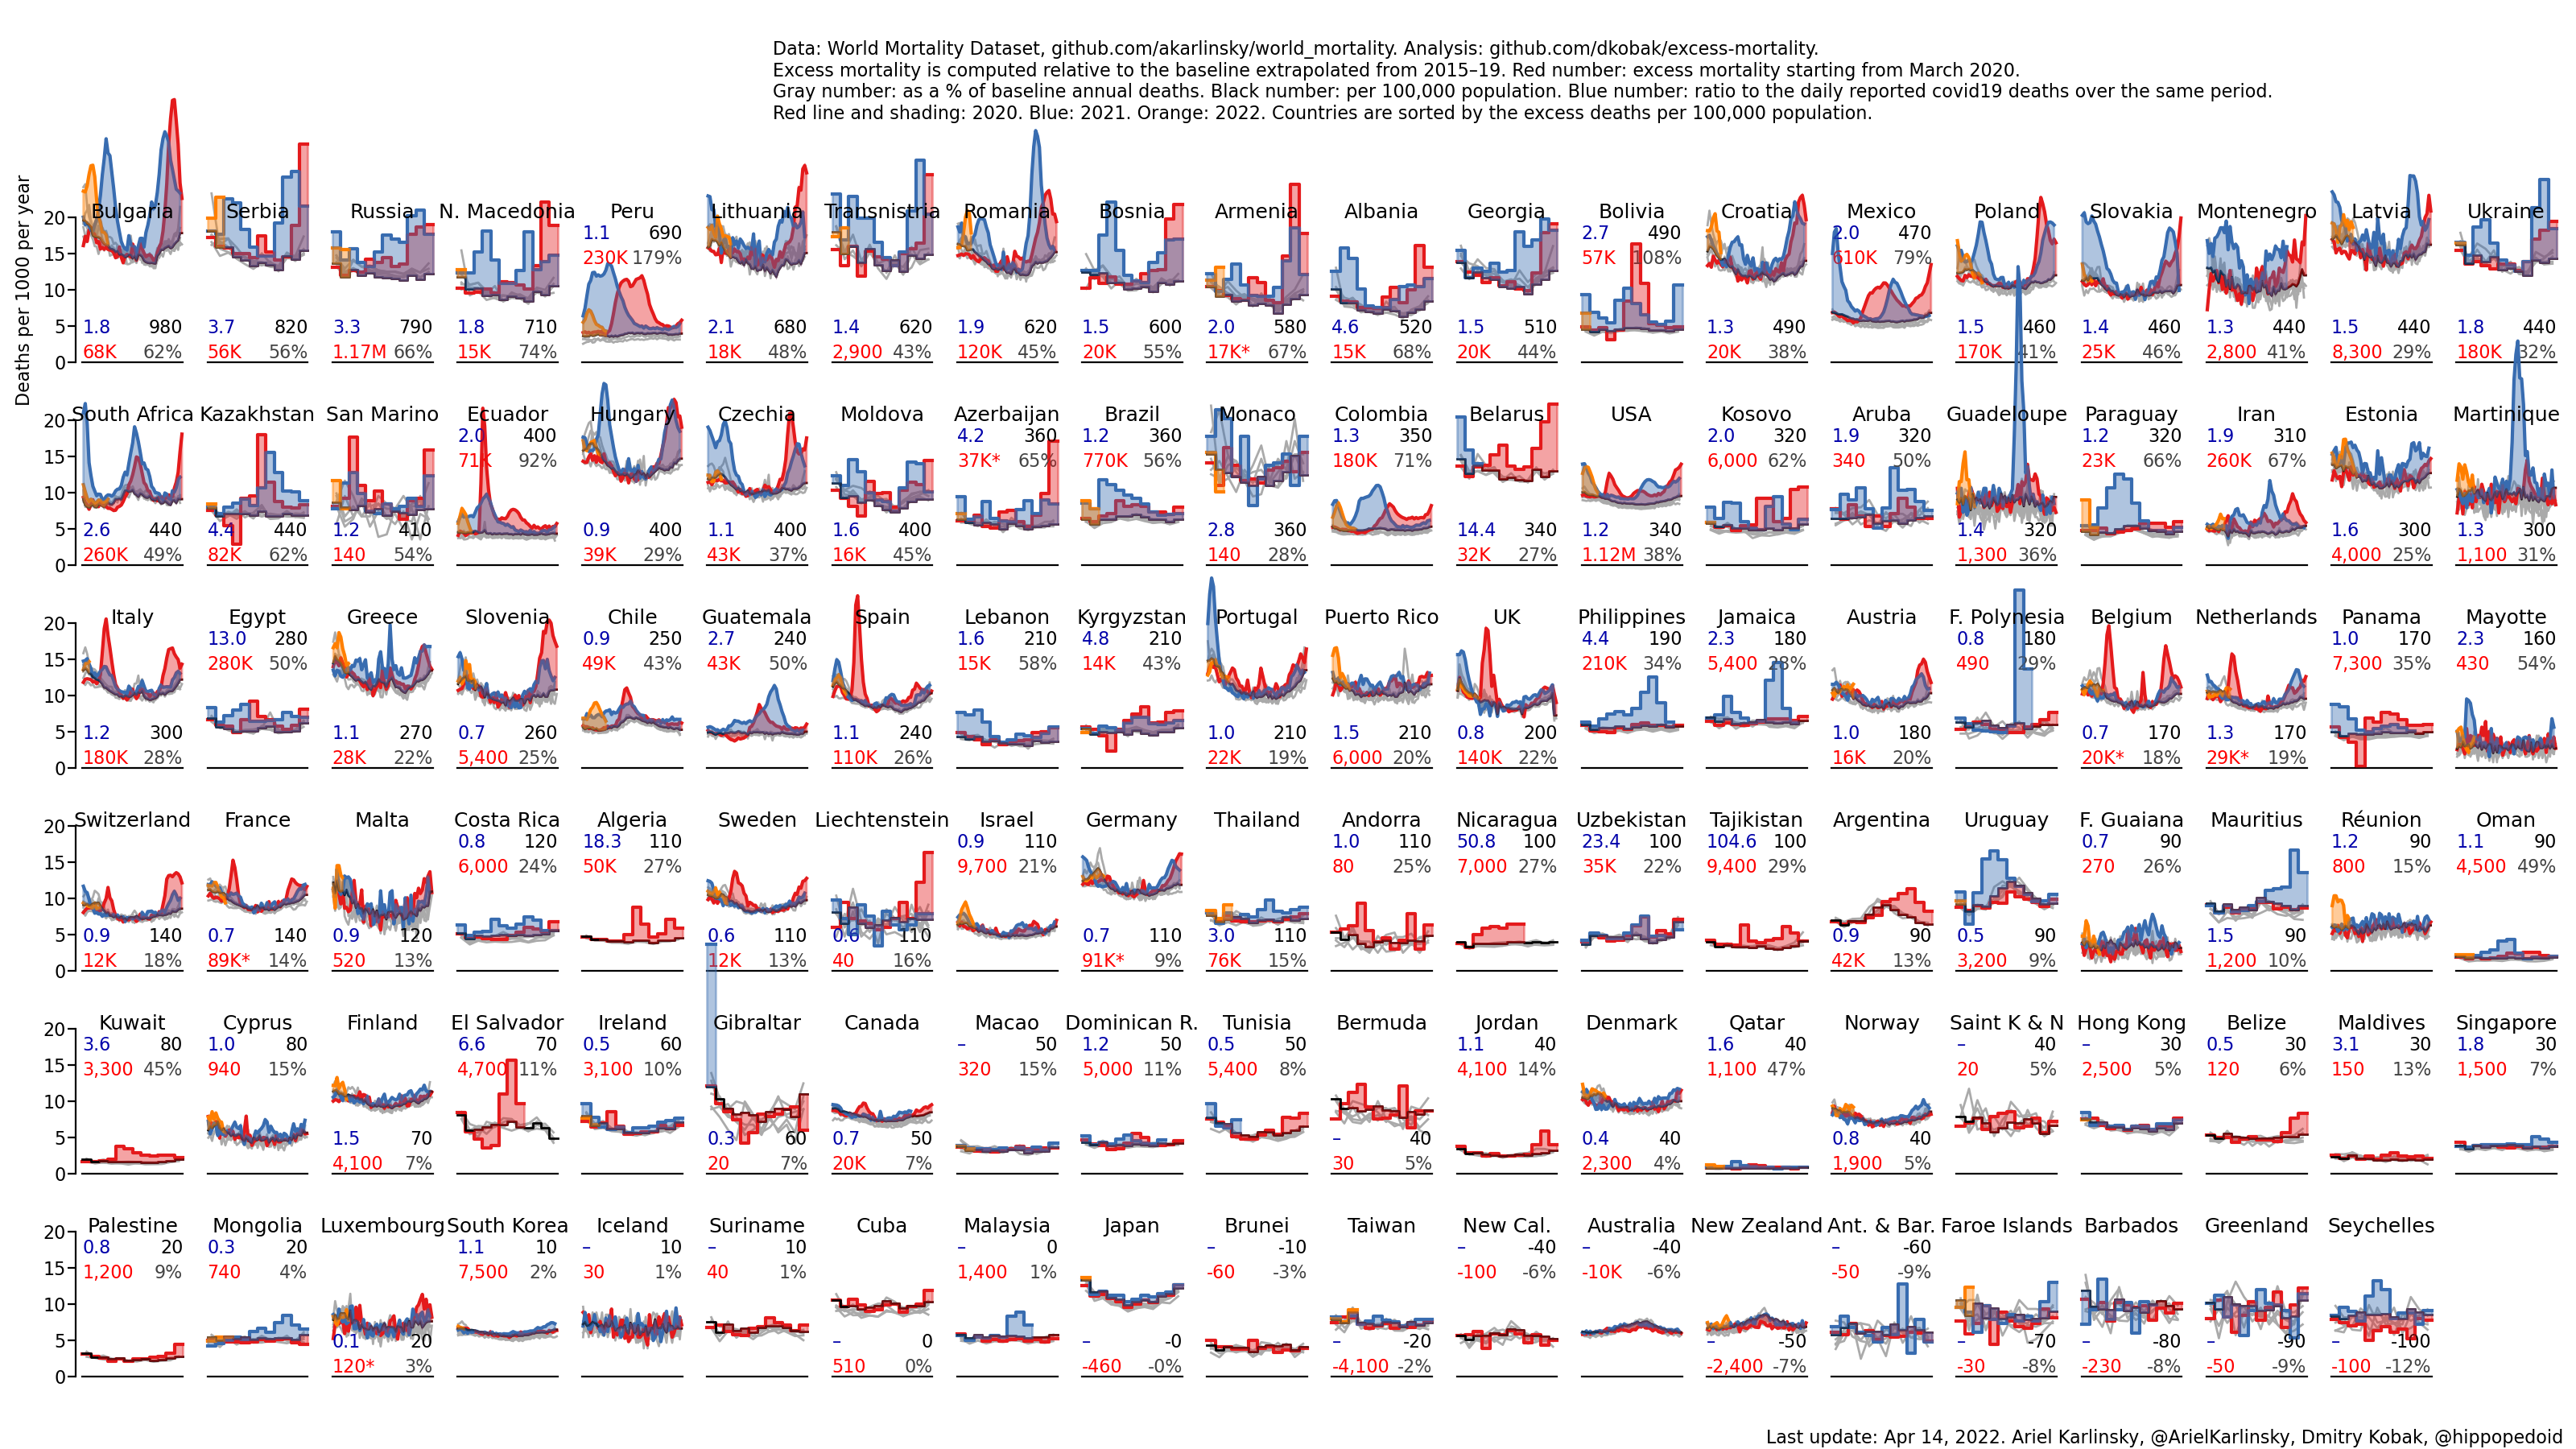 Data: World Mortality Dataset, github.com/akarlinsky/world_mortality. Analysis: github.com/dkobak/excess-mortality.
Excess mortality is computed relative to the baseline extrapolated from 2015–19. Red number: excess mortality starting from March 2020.
Gray number: as a % of baseline annual deaths. Black number: per 100,000 population. Blue number: ratio to the daily reported covid19 deaths over the same period.
Red line and shading: 2020. Blue: 2021. Orange: 2022. Countries are sorted by the excess deaths per 100,000 population.
Deaths per 1000 per year
20 Bulgaria Serbia Russia N. Macedonia Peru Lithuania Transnistria Romania Bosnia Armenia Albania Georgia Bolivia Croatia Mexico Poland Slovakia Montenegro Latvia Ukraine
1.1 690 2.7 490 2.0 470
15 230K 179% 57K 108% 610K 79%
10
5 1.8 980 3.7 820 3.3 790 1.8 710 2.1 680 1.4 620 1.9 620 1.5 600 2.0 580 4.6 520 1.5 510 1.3 490 1.5 460 1.4 460 1.3 440 1.5 440 1.8 440
0 68K 62% 56K 56% 1.17M 66% 15K 74% 18K 48% 2,900 43% 120K 45% 20K 55% 17K* 67% 15K 68% 20K 44% 20K 38% 170K 41% 25K 46% 2,800 41% 8,300 29% 180K 32%
20 South Africa Kazakhstan San Marino Ecuador Hungary Czechia Moldova Azerbaijan Brazil Monaco Colombia Belarus USA Kosovo Aruba Guadeloupe Paraguay Iran Estonia Martinique
2.0 400 4.2 360 1.2 360 1.3 350 2.0 320 1.9 320 1.2 320 1.9 310
15 71K 92% 37K* 65% 770K 56% 180K 71% 6,000 62% 340 50% 23K 66% 260K 67%
10
5 2.6 440 4.4 440 1.2 410 0.9 400 1.1 400 1.6 400 2.8 360 14.4 340 1.2 340 1.4 320 1.6 300 1.3 300
0 260K 49% 82K 62% 140 54% 39K 29% 43K 37% 16K 45% 140 28% 32K 27% 1.12M 38% 1,300 36% 4,000 25% 1,100 31%
20 Italy Egypt Greece Slovenia Chile Guatemala Spain Lebanon Kyrgyzstan Portugal Puerto Rico UK Philippines Jamaica Austria F. Polynesia Belgium Netherlands Panama Mayotte
13.0 280 0.9 250 2.7 240 1.6 210 4.8 210 4.4 190 2.3 180 0.8 180 1.0 170 2.3 160
15 280K 50% 49K 43% 43K 50% 15K 58% 14K 43% 210K 34% 5,400 28% 490 29% 7,300 35% 430 54%
10
5 1.2 300 1.1 270 0.7 260 1.1 240 1.0 210 1.5 210 0.8 200 1.0 180 0.7 170 1.3 170
0 180K 28% 28K 22% 5,400 25% 110K 26% 22K 19% 6,000 20% 140K 22% 16K 20% 20K* 18% 29K* 19%
20 Switzerland France Malta Costa Rica Algeria Sweden Liechtenstein Israel Germany Thailand Andorra Nicaragua Uzbekistan Tajikistan Argentina Uruguay F. Guaiana Mauritius Réunion Oman
0.8 120 18.3 110 0.9 110 1.0 110 50.8 100 23.4 100 104.6 100 0.7 90 1.2 90 1.1 90
15 6,000 24% 50K 27% 9,700 21% 80 25% 7,000 27% 35K 22% 9,400 29% 270 26% 800 15% 4,500 49%
10
5 0.9 140 0.7 140 0.9 120 0.6 110 0.6 110 0.7 110 3.0 110 0.9 90 0.5 90 1.5 90
0 12K 18% 89K* 14% 520 13% 12K 13% 40 16% 91K* 9% 76K 15% 42K 13% 3,200 9% 1,200 10%
20 Kuwait Cyprus Finland El Salvador Ireland Gibraltar Canada Macao Dominican R. Tunisia Bermuda Jordan Denmark Qatar Norway Saint K & N Hong Kong Belize Maldives Singapore
3.6 80 1.0 80 6.6 70 0.5 60 – 50 1.2 50 0.5 50 1.1 40 1.6 40 – 40 – 30 0.5 30 3.1 30 1.8 30
15 3,300 45% 940 15% 4,700 11% 3,100 10% 320 15% 5,000 11% 5,400 8% 4,100 14% 1,100 47% 20 5% 2,500 5% 120 6% 150 13% 1,500 7%
10
5 1.5 70 0.3 60 0.7 50 – 40 0.4 40 0.8 40
0 4,100 7% 20 7% 20K 7% 30 5% 2,300 4% 1,900 5%
20 Palestine Mongolia Luxembourg South Korea Iceland Suriname Cuba Malaysia Japan Brunei Taiwan New Cal. Australia New Zealand Ant. & Bar. Faroe Islands Barbados Greenland Seychelles
0.8 20 0.3 20 1.1 10 – 10 – 10 – 0 – -10 – -40 – -40 – -60
15 1,200 9% 740 4% 7,500 2% 30 1% 40 1% 1,400 1% -60 -3% -100 -6% -10K -6% -50 -9%
10
5 0.1 20 – 0 – -0 – -20 – -50 – -70 – -80 – -90 – -100
0 120* 3% 510 0% -460 -0% -4,100 -2% -2,400 -7% -30 -8% -230 -8% -50 -9% -100 -12%
Last update: Apr 14, 2022. Ariel Karlinsky, @ArielKarlinsky, Dmitry Kobak, @hippopedoid